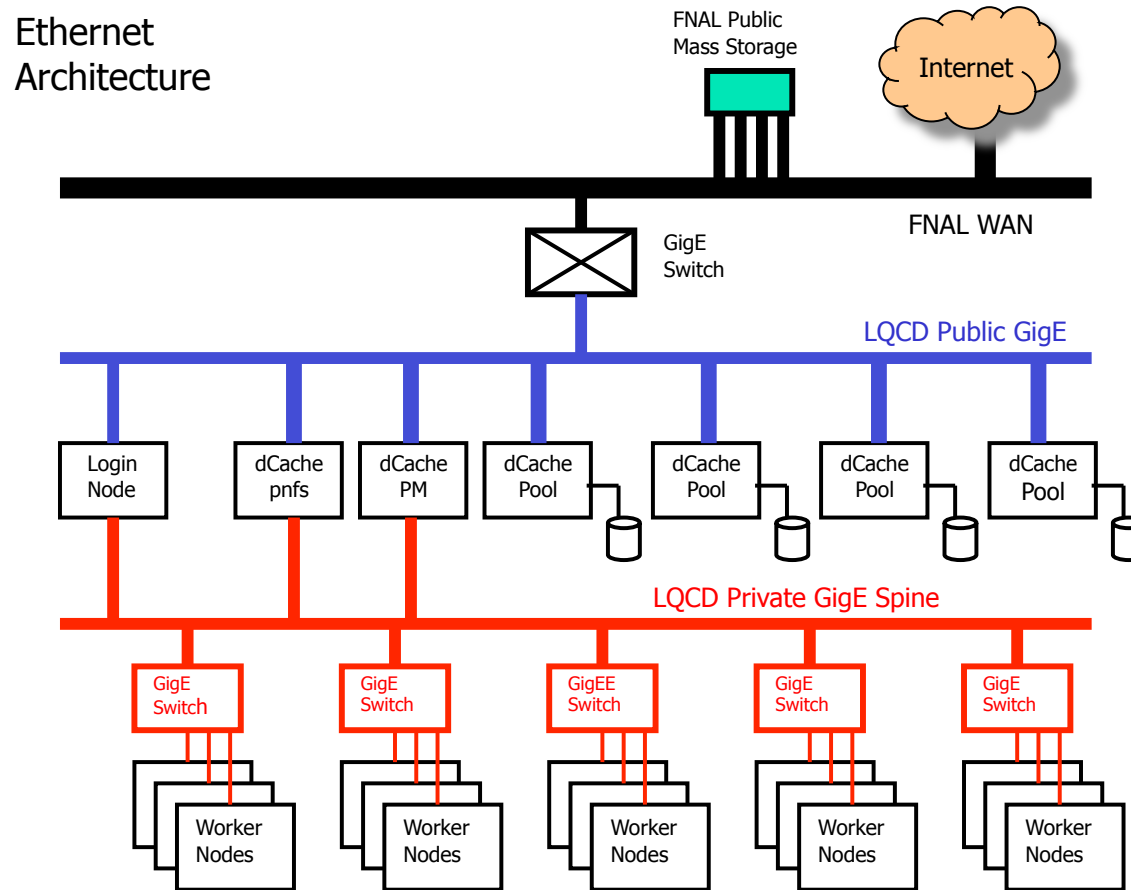 Ethernet
Architecture
FNAL Public
Mass Storage
Internet
FNAL WAN
GigE
Switch
LQCD Public GigE
Login
Node
dCache
pnfs
dCache
PM
dCache
Pool
dCache
Pool
dCache
Pool
dCache
Pool
LQCD Private GigE Spine
GigE
Switch
GigE
Switch
GigEE
Switch
GigE
Switch
GigE
Switch
Worker
Nodes
Worker
Nodes
Worker
Nodes
Worker
Nodes
Worker
Nodes